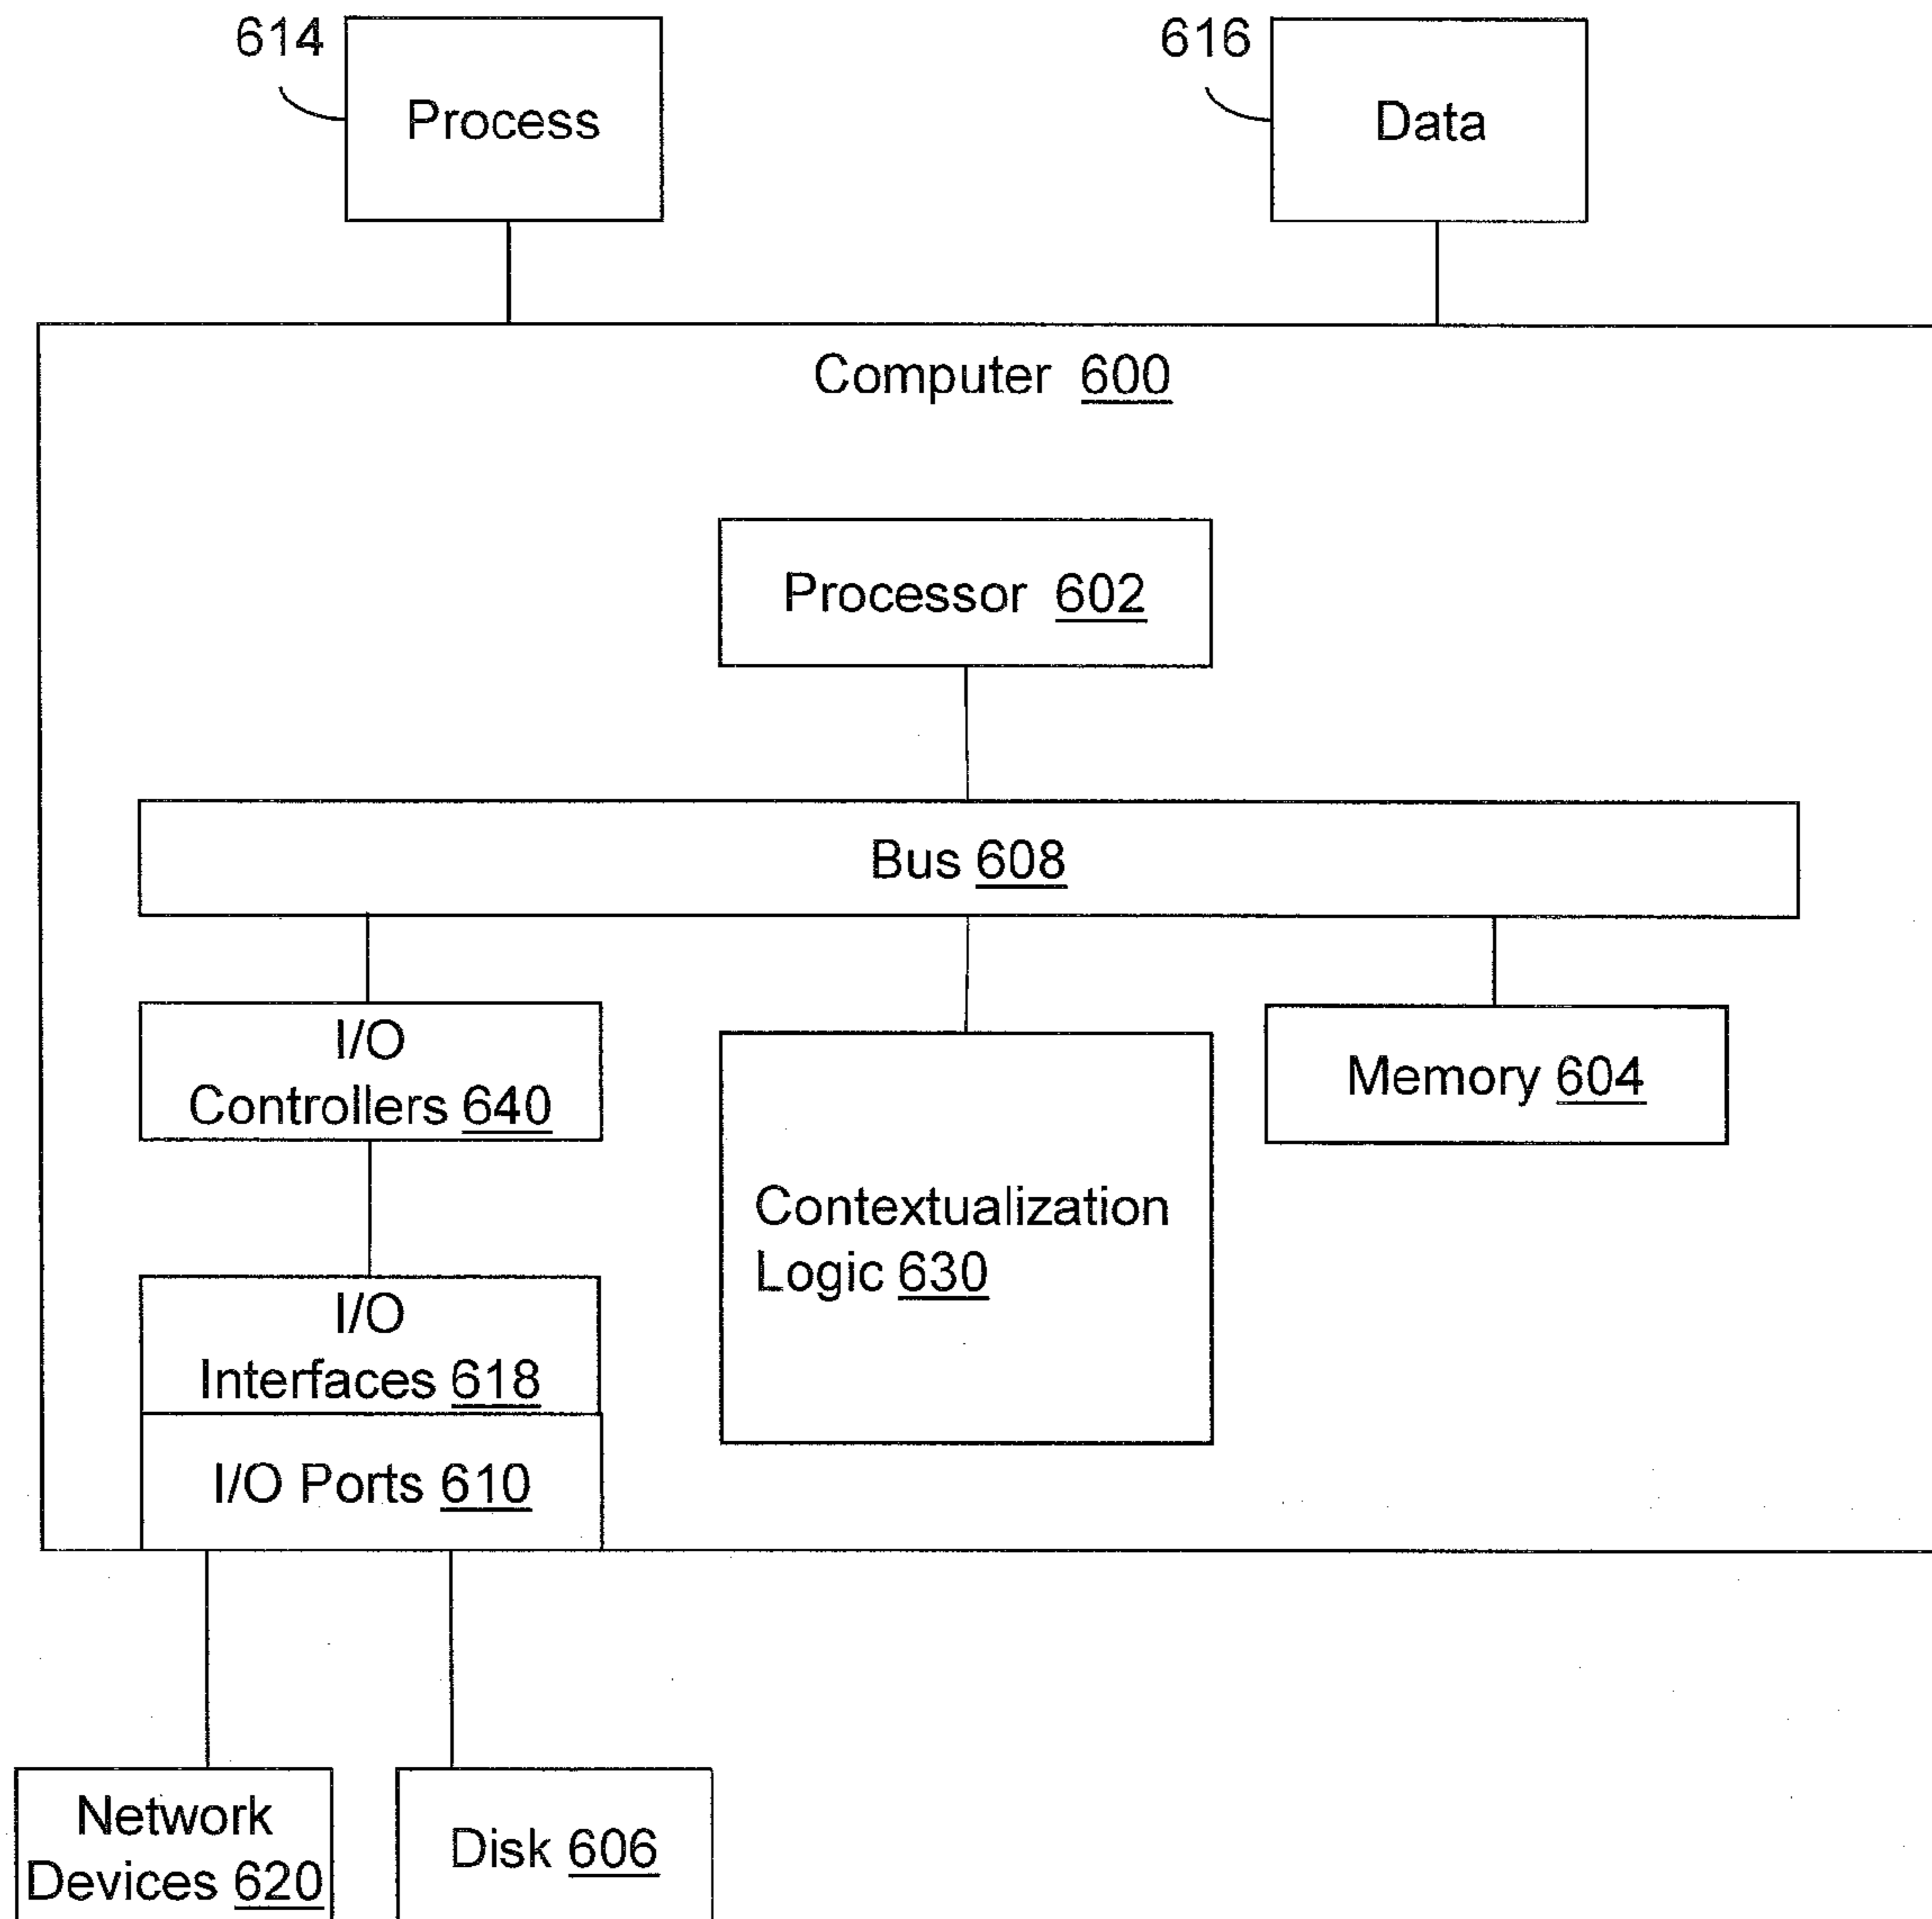 614
Process
616
Data
Computer 600
Processor 602
Bus 608
I/O
Controllers 640
Contextualization
Logic 630
Memory 604
I/O
Interfaces 618
I/O Ports 610
Network
Devices 620
Disk 606